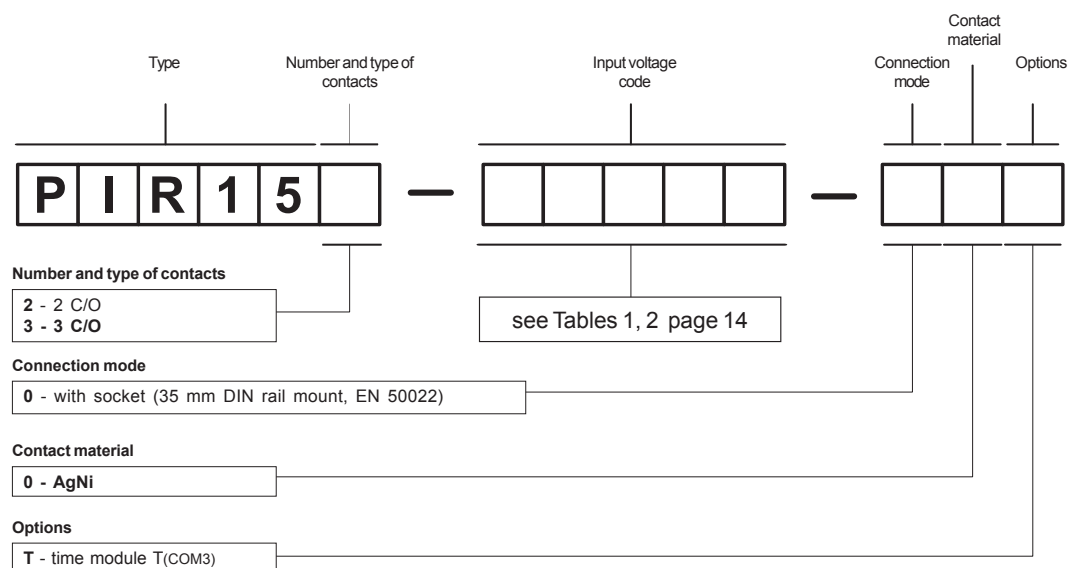 Contact
material
Type
Number and type of
contacts
Input voltage
code
Connection
mode
Options
P I R 1 5 — —
Number and type of contacts
2 - 2 C/O
3 - 3 C/O
see Tables 1, 2 page 14
Connection mode
0 - with socket (35 mm DIN rail mount, EN 50022)
Contact material
0 - AgNi
Options
T - time module T(COM3)